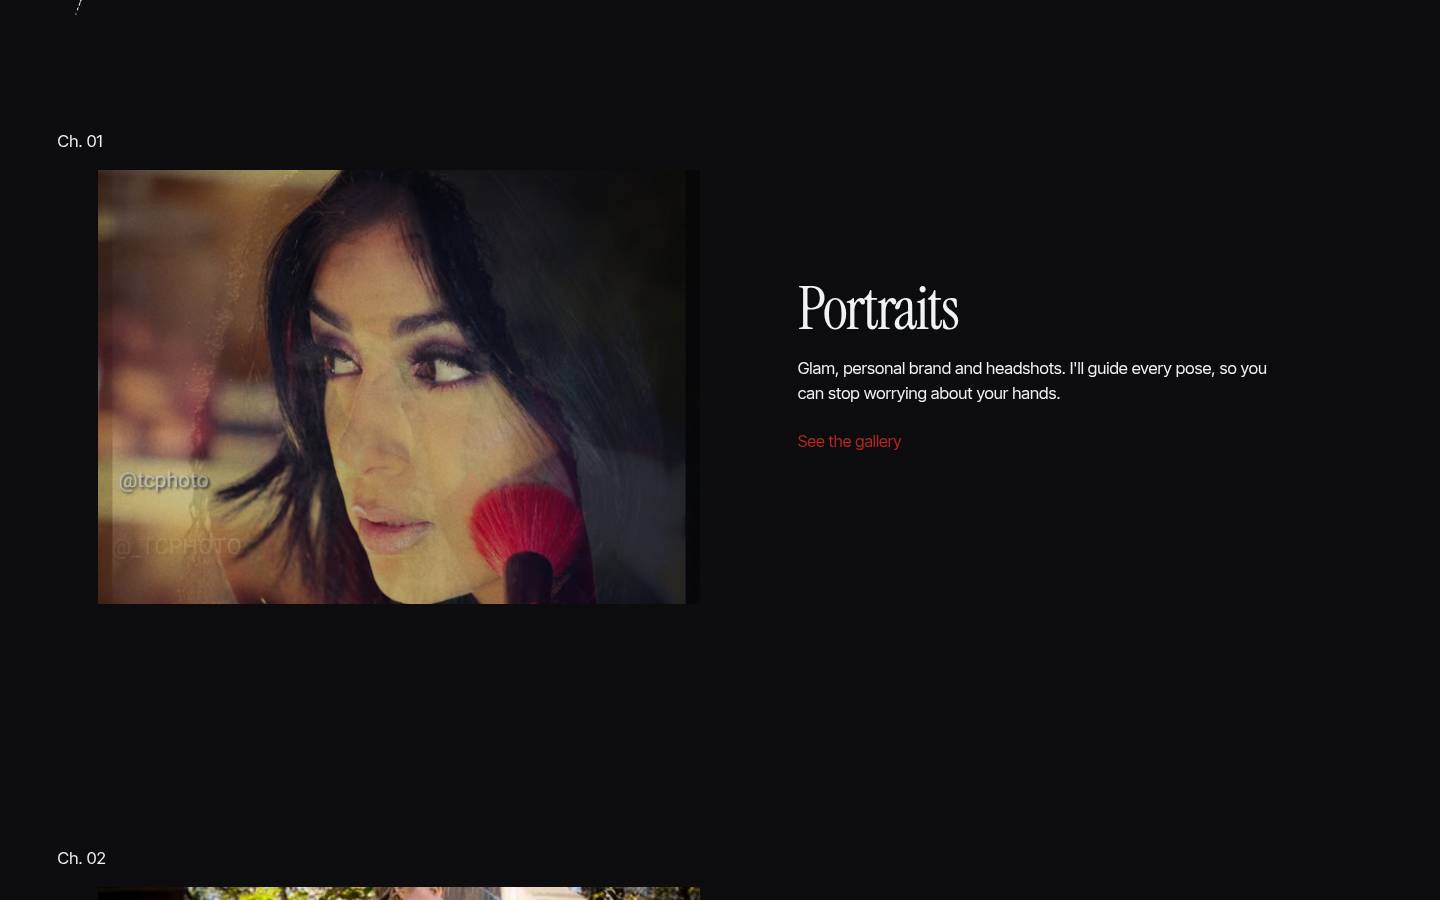 Ch. 01
@tcphoto
@_TCPHOTO
Portraits
Glam, personal brand and headshots. I'll guide every pose, so you
can stop worrying about your hands.
See the gallery
Ch. 02